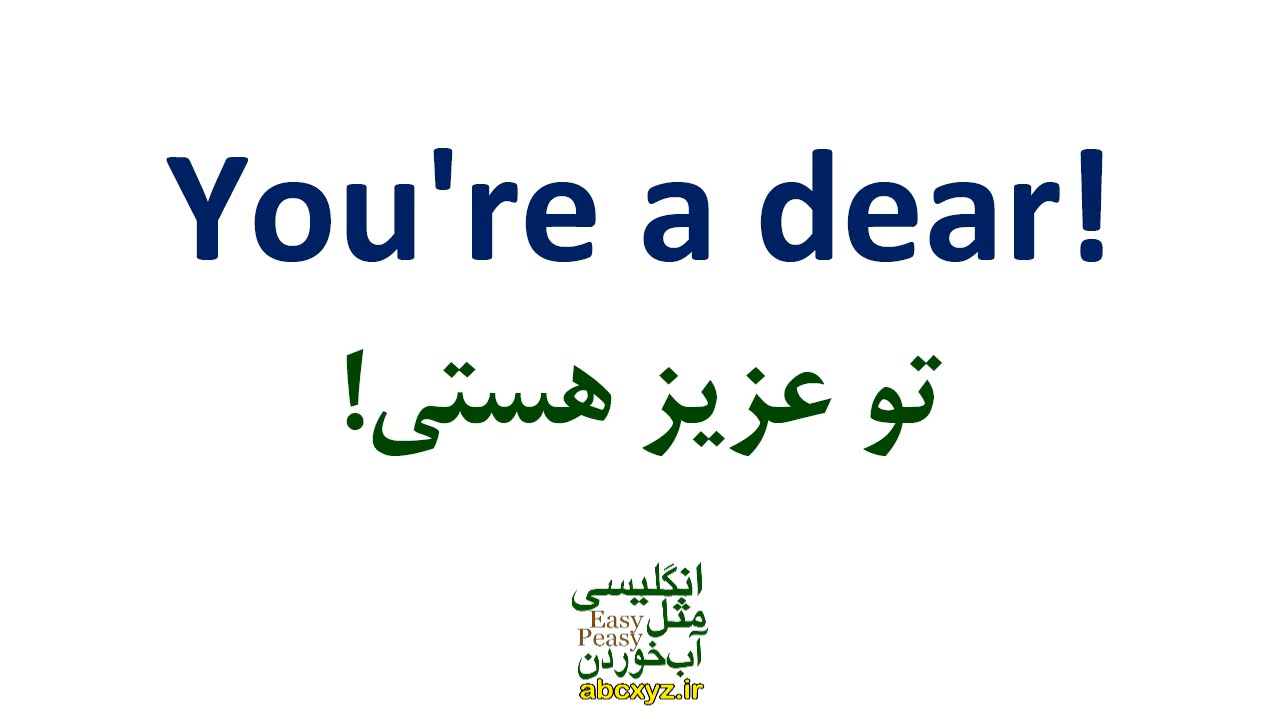 You're a dear!
تو عزیز هستی!
انگلیسی
مثل
Easy
Peasy
آب‌خوردن
abcxyz.ir